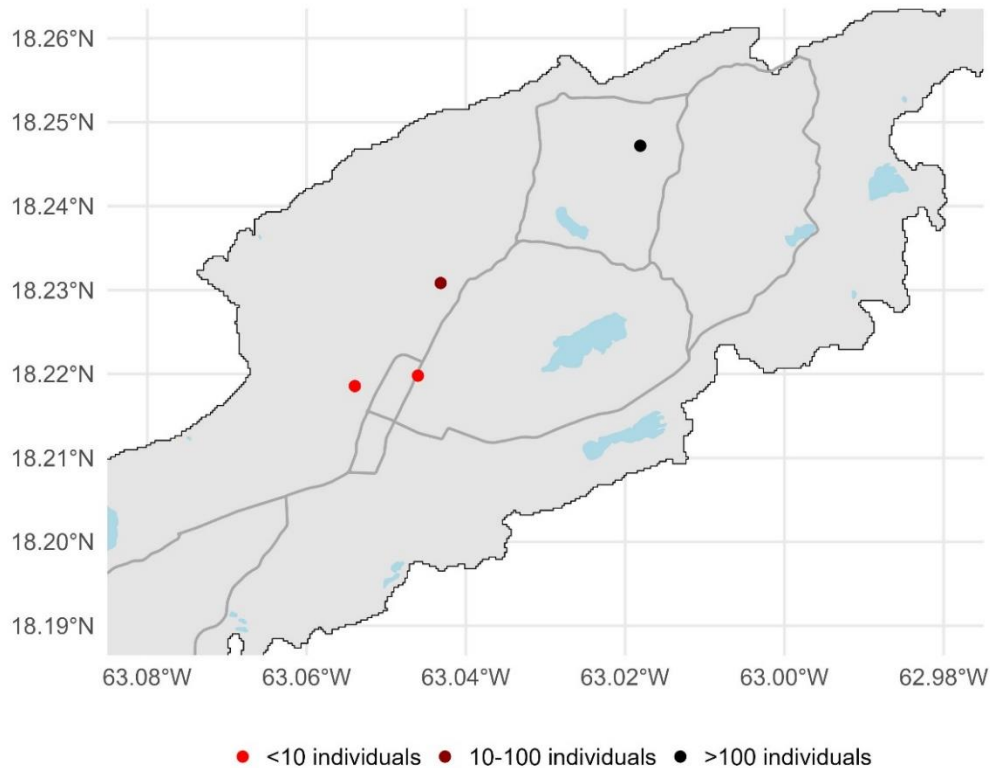 18.26°N
18.25°N
18.24°N
18.23°N
18.22°N
18.21°N
18.20°N
18.19°N
63.08°W 63.06°W 63.04°W 63.02°W 63.00°W 62.98°W
<10 individuals 10-100 individuals >100 individuals